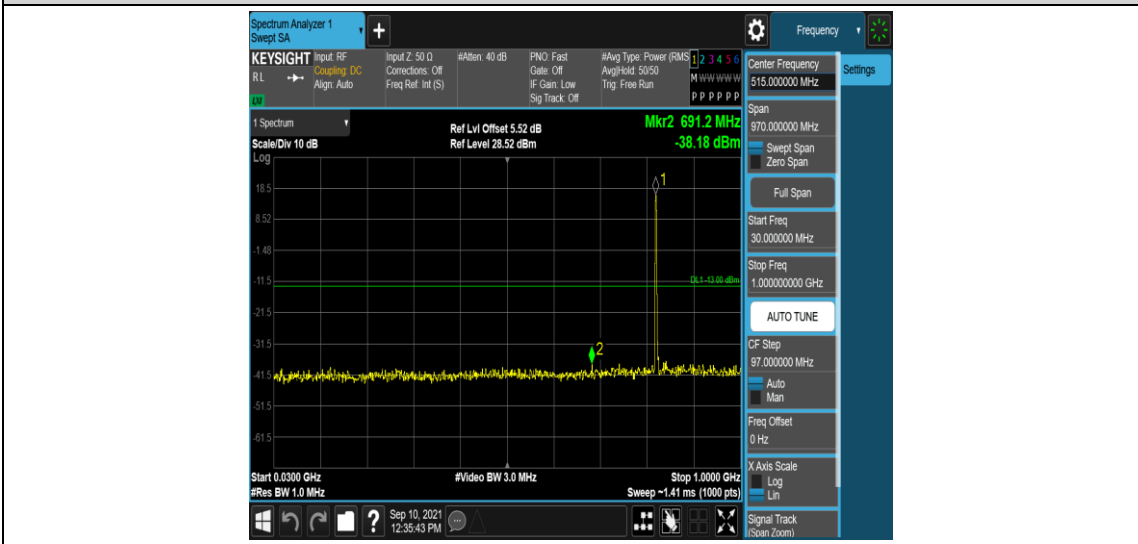 Spectrum Analyzer 1
Swept SA
+
Frequency
KEYSIGHT
RL
Input: RF
Coupling: DC
Align: Auto
Input Z: 50 Ω
Corrections: Off
Freq Ref: Int (S)
#Atten: 40 dB
PNO: Fast
Gate: Off
IF Gain: Low
Sig Track: Off
#Avg Type: Power (RMS
Avg|Hold: 50/50
Trig: Free Run
1 2 3 4 5 6
M W W W W W
P P P P P P
1 Spectrum
Scale/Div 10 dB
Log
Ref Lvl Offset 5.52 dB
Ref Level 28.52 dBm
Mkr2 691.2 MHz
-38.18 dBm
18.5
8.52
-1.48
-11.5
-21.5
-31.5
-41.5
-51.5
-61.5
1
DL1 -13.00 dBm
2
Start 0.0300 GHz
#Res BW 1.0 MHz
#Video BW 3.0 MHz
Stop 1.0000 GHz
Sweep ~1.41 ms (1000 pts)
Center Frequency
515.000000 MHz
Settings
Span
970.000000 MHz
Swept Span
Zero Span
Full Span
Start Freq
30.000000 MHz
Stop Freq
1.000000000 GHz
AUTO TUNE
CF Step
97.000000 MHz
Auto
Man
Freq Offset
0 Hz
X Axis Scale
Log
Lin
Signal Track
(Span Zoom)
?
Sep 10, 2021
12:35:43 PM